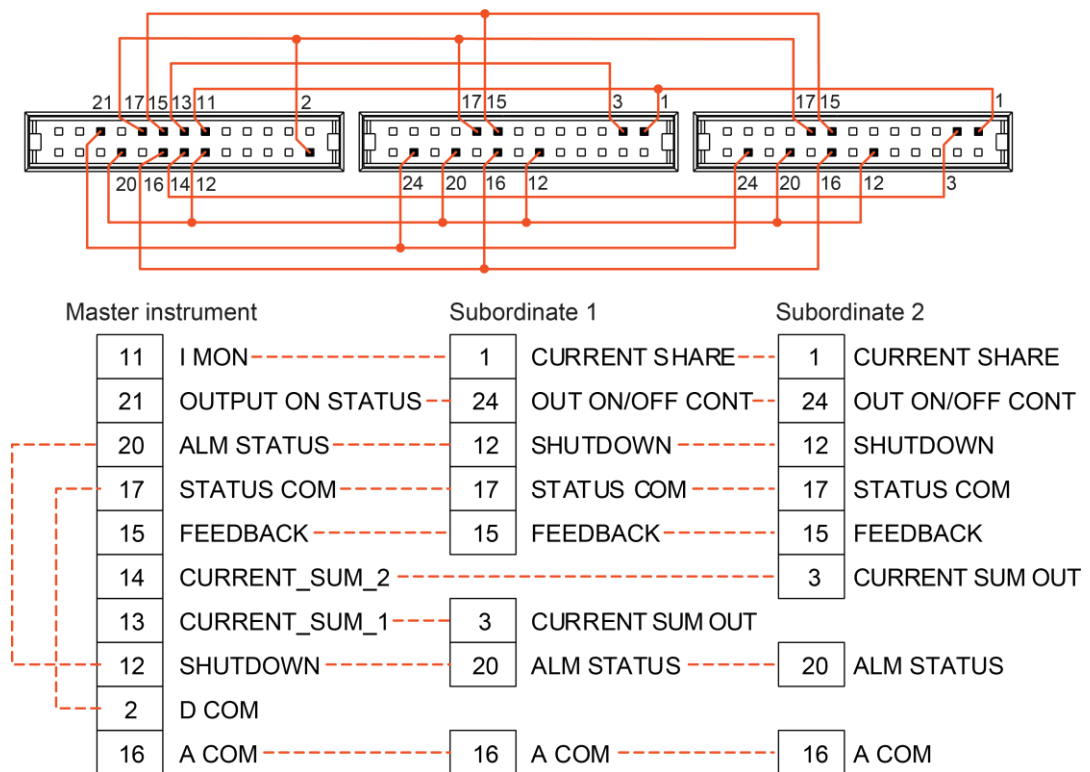 21 17 15 13 11 2 17 15 3 1 17 15 1
20 16 14 12 24 20 16 12 24 20 16 12 3
Master instrument Subordinate 1 Subordinate 2
11 I MON 1 CURRENT SHARE 1 CURRENT SHARE
21 OUTPUT ON STATUS 24 OUT ON/OFF CONT 24 OUT ON/OFF CONT
20 ALM STATUS 12 SHUTDOWN 12 SHUTDOWN
17 STATUS COM 17 STATUS COM 17 STATUS COM
15 FEEDBACK 15 FEEDBACK 15 FEEDBACK
14 CURRENT_SUM_2 3 CURRENT SUM OUT
13 CURRENT_SUM_1 3 CURRENT SUM OUT
12 SHUTDOWN 20 ALM STATUS 20 ALM STATUS
2 D COM
16 A COM 16 A COM 16 A COM